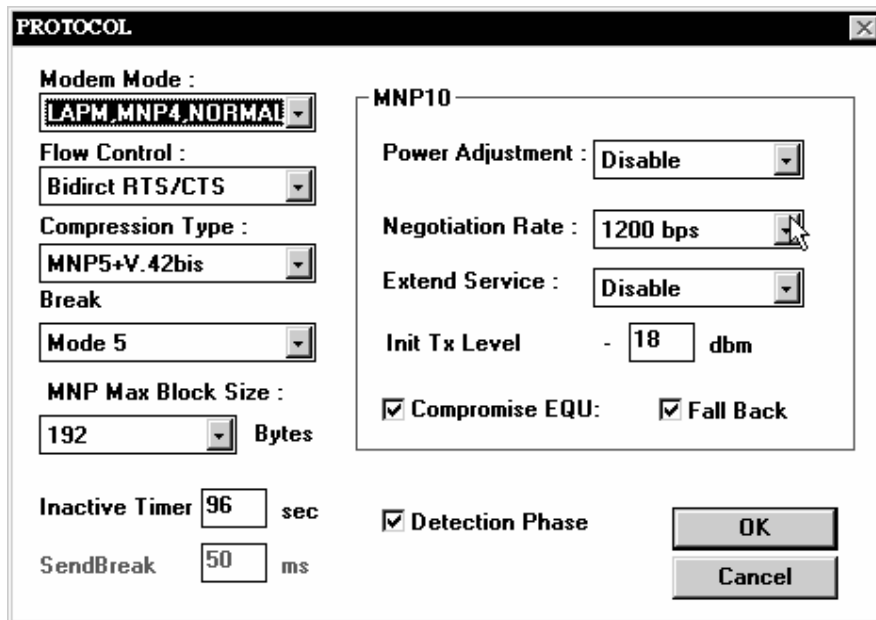 PROTOCOL
Modem Mode :
LAPM,MNP4,NORMAL
Flow Control :
Bidirct RTS/CTS
Compression Type :
MNP5+V.42bis
Break
Mode 5
MNP Max Block Size :
192 Bytes
Inactive Timer 96 sec
SendBreak 50 ms
MNP10
Power Adjustment : Disable
Negotiation Rate : 1200 bps
Extend Service : Disable
Init Tx Level - 18 dbm
Compromise EQU: Fall Back
Detection Phase
OK
Cancel